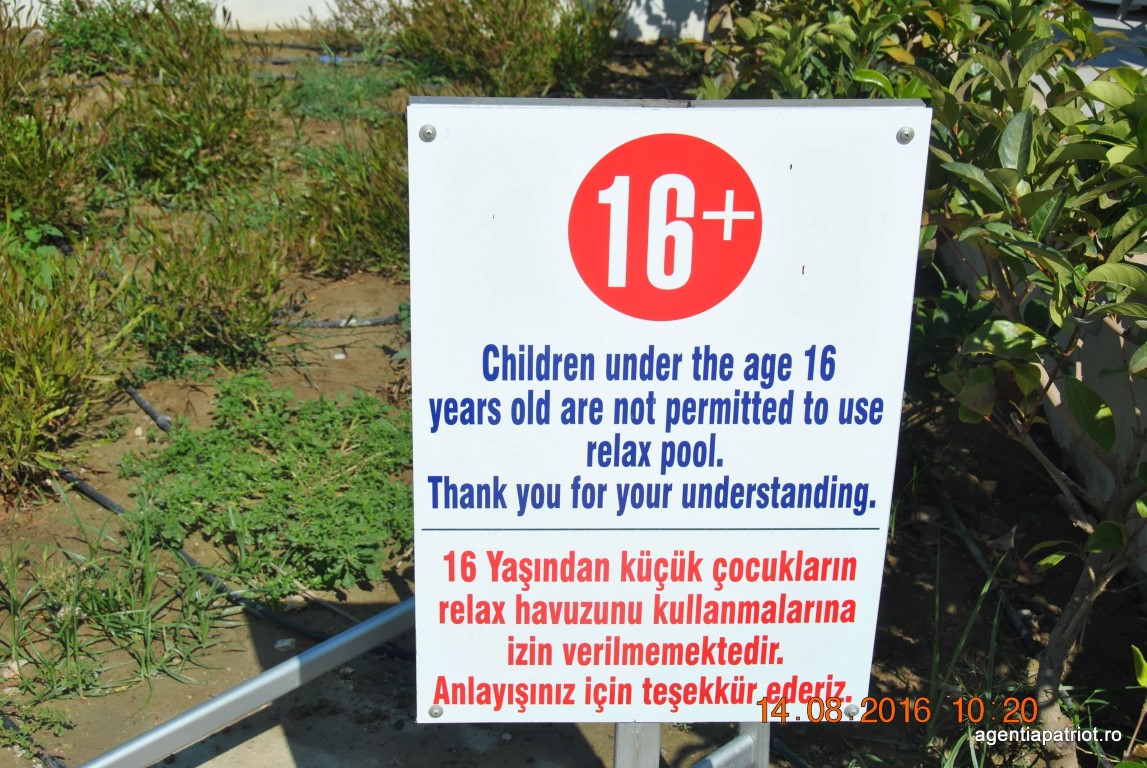 16+
Children under the age 16
years old are not permitted to use
relax pool.
Thank you for your understanding.
16 Yaşından küçük çocukların
relax havuzunu kullanmalarına
izin verilmemektedir.
Anlayışınız için teşekkür ederiz.
14.08.2016 10:20
agentiapatriot.ro